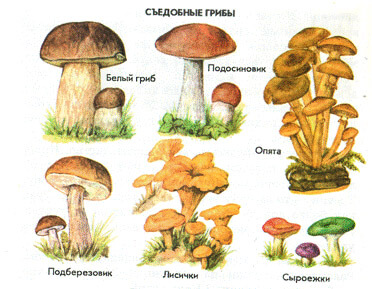 СЪЕДОБНЫЕ ГРИБЫ
Белый гриб
Подосиновик
Опята
Подберезовик
Лисички
Сыроежки